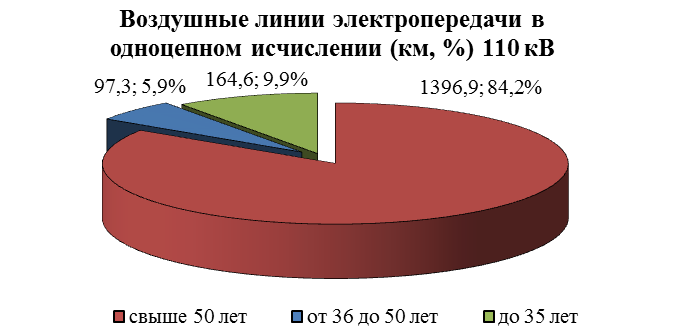 Воздушные линии электропередачи в
одноцепном исчислении (км, %) 110 кВ
97,3; 5,9%
164,6; 9,9%
1396,9; 84,2%
свыше 50 лет
от 36 до 50 лет
до 35 лет